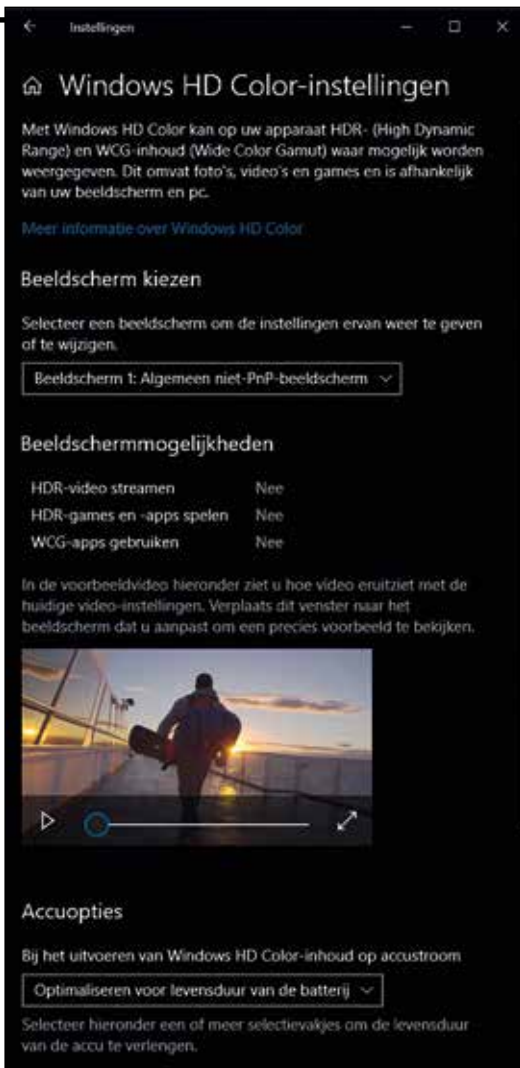 Instellingen
Windows HD Color-instellingen
Met Windows HD Color kan op uw apparaat HDR- (High Dynamic
Range) en WCG-inhoud (Wide Color Gamut) waar mogelijk worden
weergegeven. Dit omvat foto's, video's en games en is afhankelijk
van uw beeldscherm en pc.
Meer informatie over Windows HD Color
Beeldscherm kiezen
Selecteer een beeldscherm om de instellingen ervan weer te geven
of te wijzigen.
Beeldscherm 1: Algemeen niet-PnP-beeldscherm
Beeldschermmogelijkheden
HDR-video streamen Nee
HDR-games en -apps spelen Nee
WCG-apps gebruiken Nee
In de voorbeeldvideo hieronder ziet u hoe video eruitziet met de
huidige video-instellingen. Verplaats dit venster naar het
beeldscherm dat u aanpast om een precies voorbeeld te bekijken.
Accuopties
Bij het uitvoeren van Windows HD Color-inhoud op accustroom
Optimaliseren voor levensduur van de batterij
Selecteer hieronder een of meer selectievakjes om de levensduur
van de accu te verlengen.